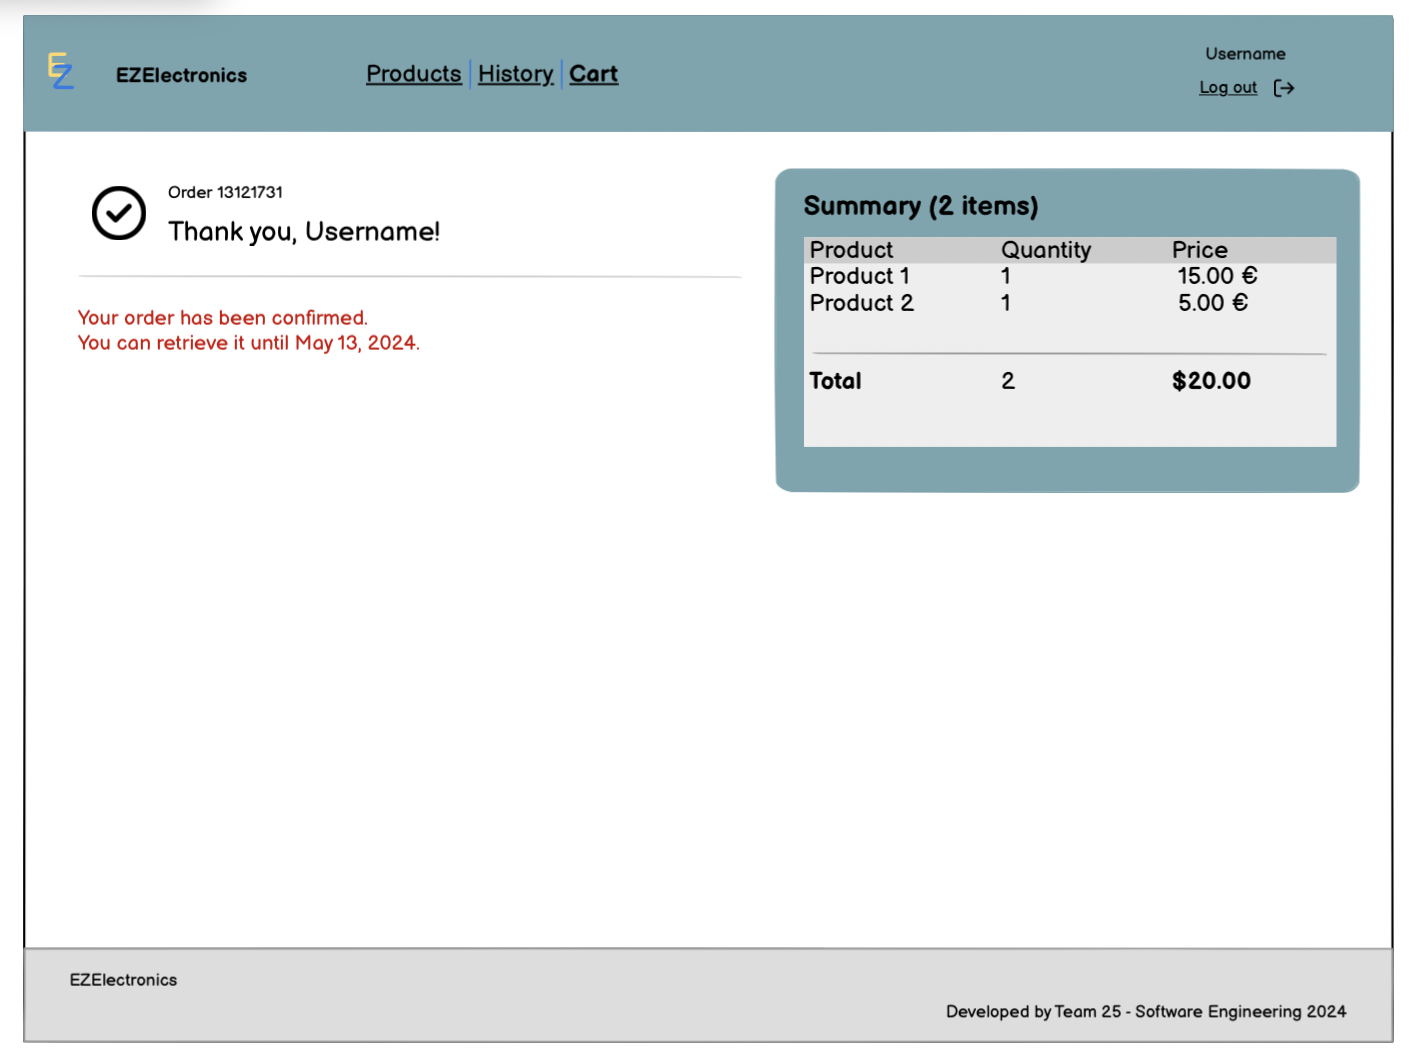 EZ
EZElectronics
Products History Cart
Username
Log out
Order 13121731
Thank you, Username!
Your order has been confirmed.
You can retrieve it until May 13, 2024.
Summary (2 items)
Product Quantity Price
Product 1 1 15.00 €
Product 2 1 5.00 €
Total 2 $20.00
EZElectronics
Developed by Team 25 - Software Engineering 2024